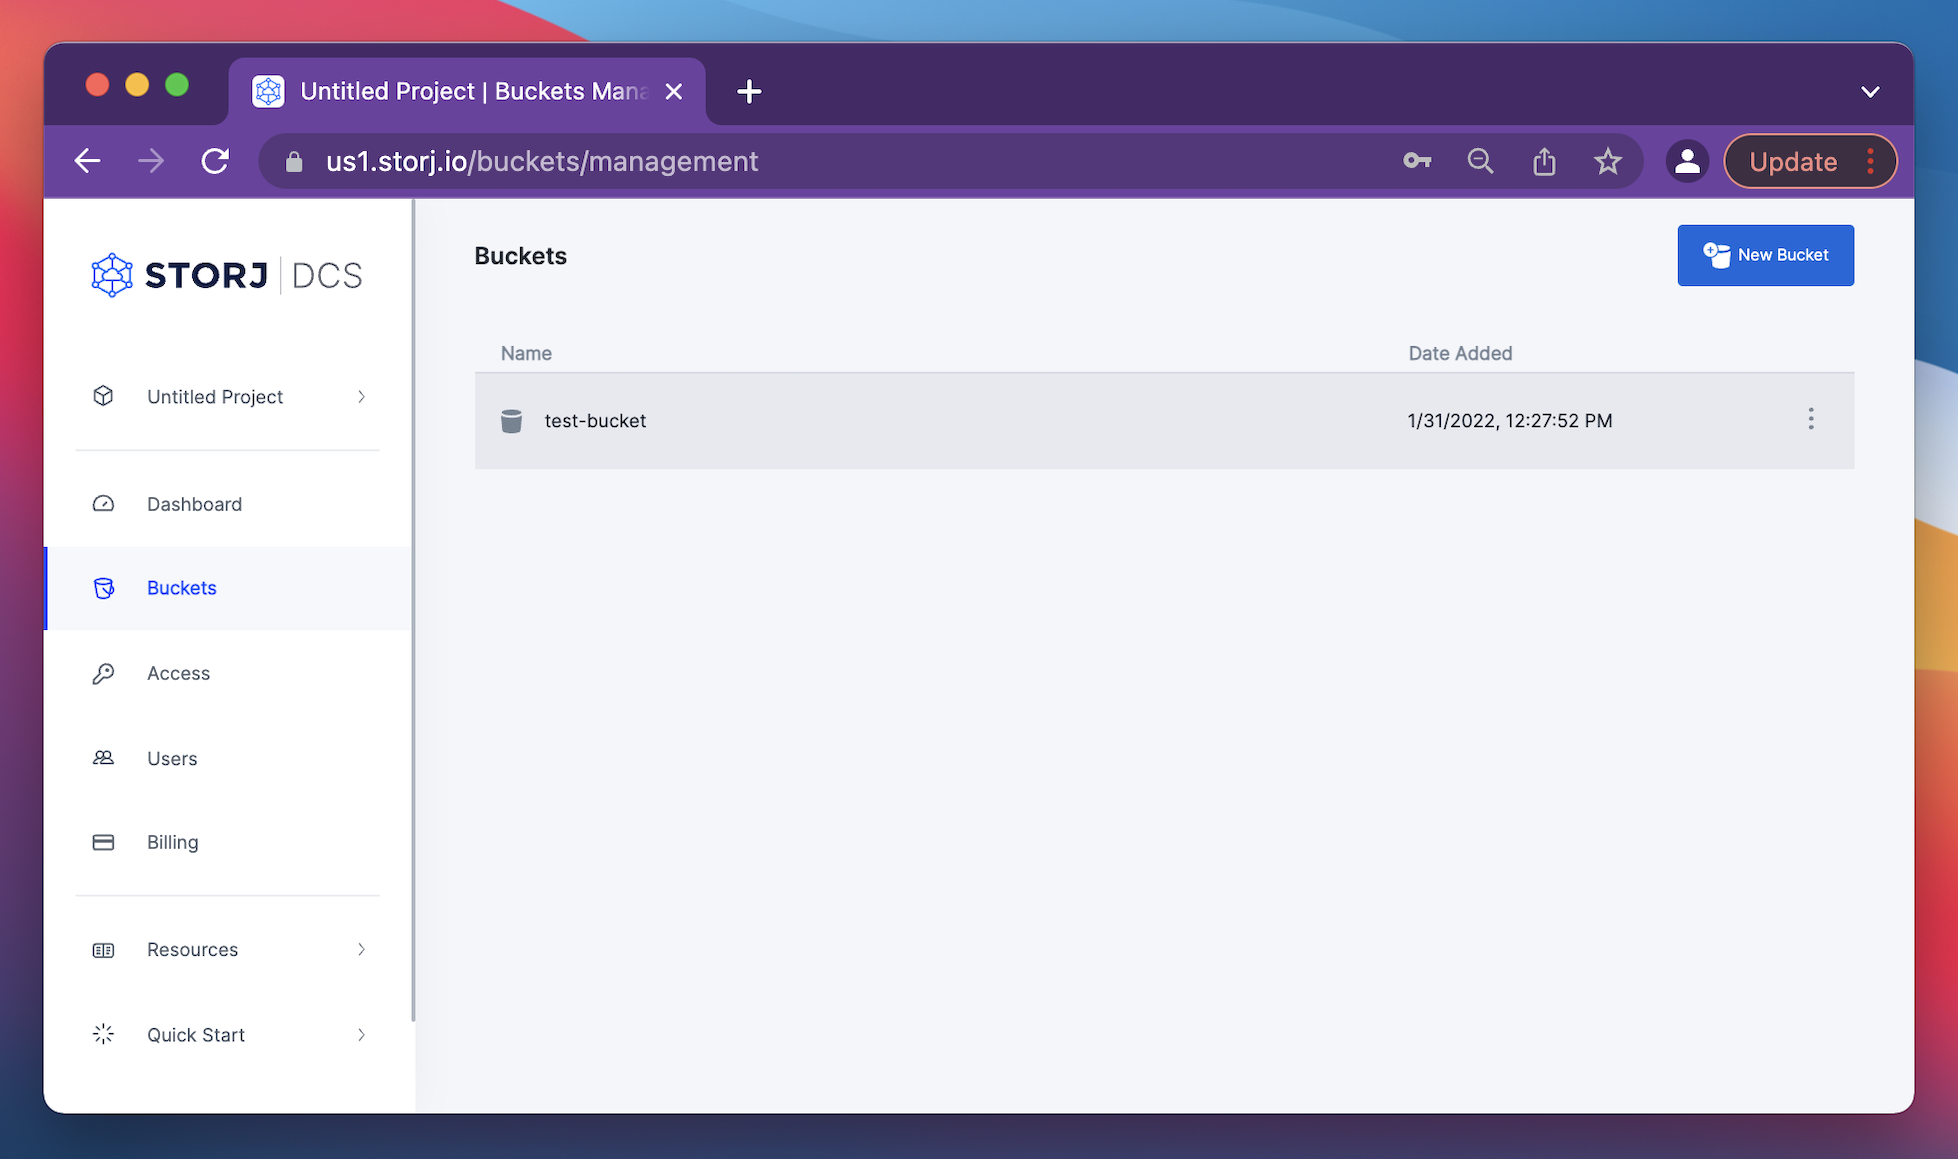 Untitled Project | Buckets Mana
us1.storj.io/buckets/management
Update
STORJ | DCS
Untitled Project
Dashboard
Buckets
Access
Users
Billing
Resources
Quick Start
Buckets
New Bucket
Name Date Added
test-bucket 1/31/2022, 12:27:52 PM